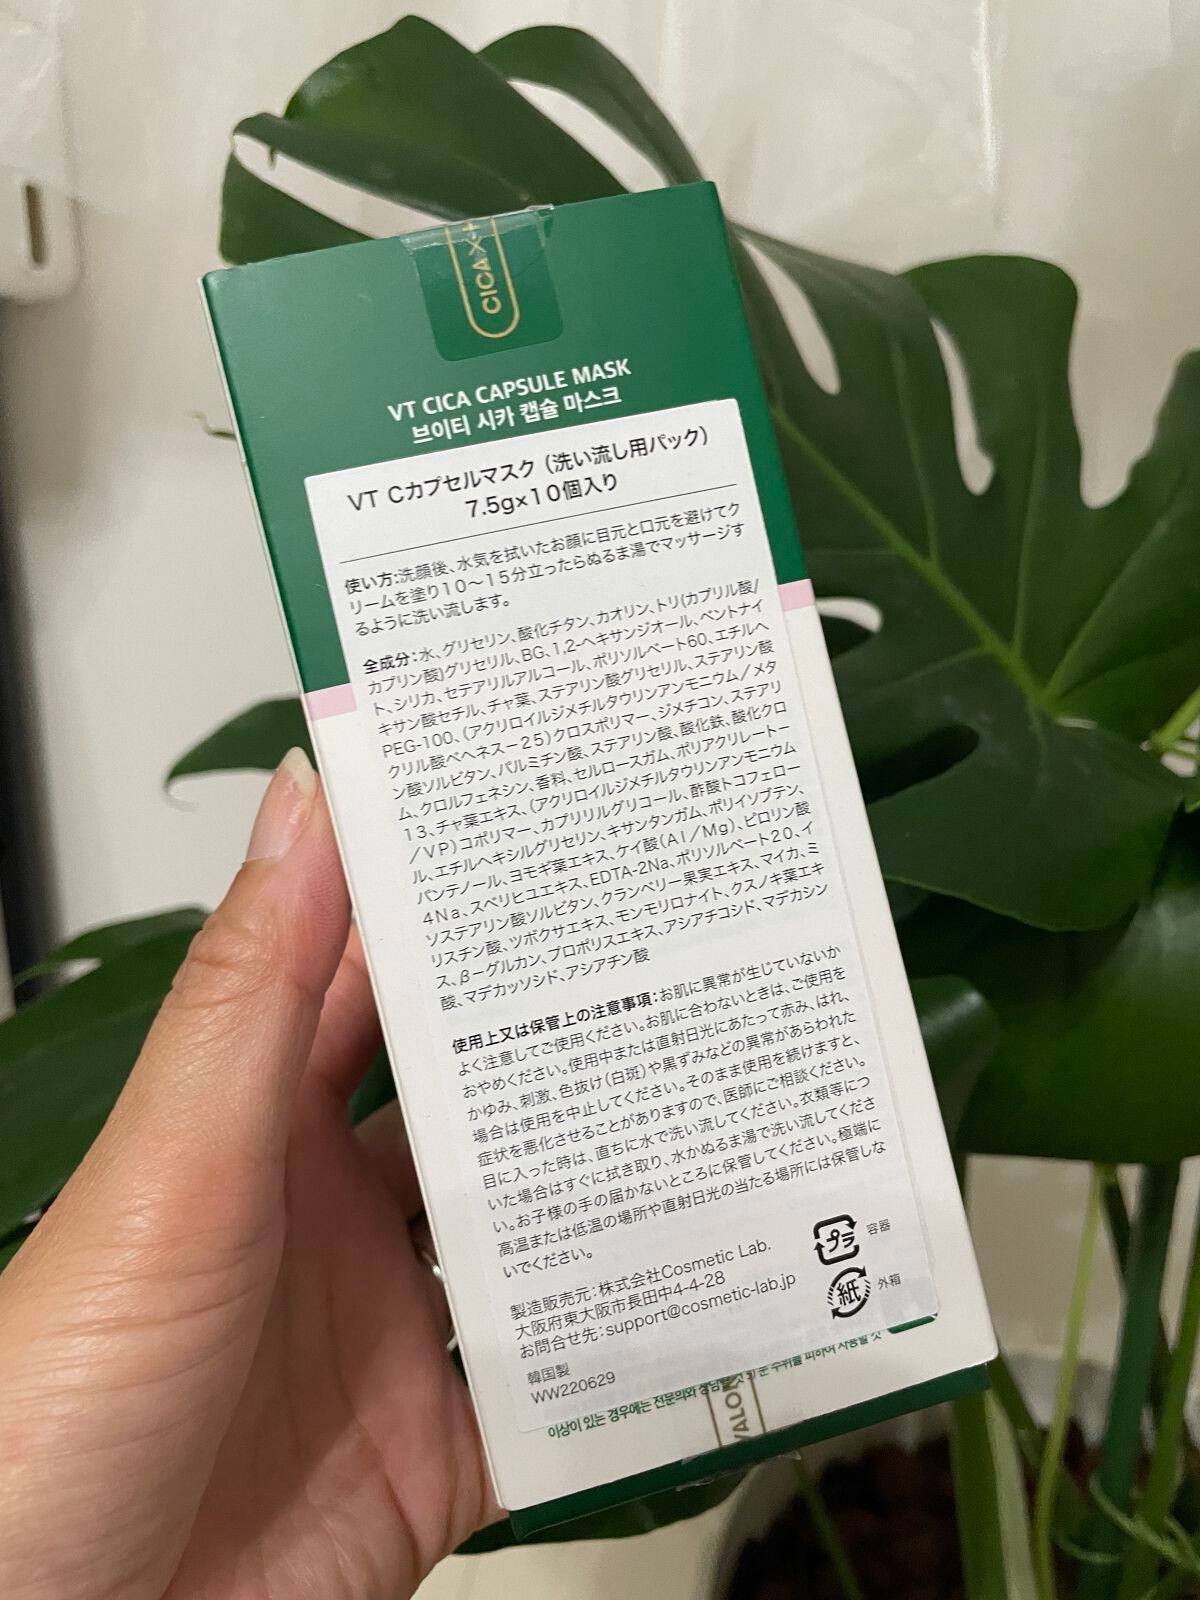 CICA X+
VT CICA CAPSULE MASK
브이티 시카 캡슐 마스크
VT Cカプセルマスク（洗い流し用パック）
7.5g×10個入り
使い方:洗顔後、水気を拭いたお顔に目元と口元を避けてク
リームを塗り10～15分立ったらぬるま湯でマッサージす
るように洗い流します。
全成分:水、グリセリン、酸化チタン、カオリン、トリ(カプリル酸/
カプリン酸)グリセリル、BG、1,2-ヘキサンジオール、ベントナイ
ト、シリカ、セテアリルアルコール、ポリソルベート60、エチルヘ
キサン酸セチル、チャ葉、ステアリン酸グリセリル、ステアリン酸
PEG-100、(アクリロイルジメチルタウリンアンモニウム/メタ
クリル酸ベヘネス-25)クロスポリマー、ジメチコン、ステアリ
ン酸ソルビタン、パルミチン酸、ステアリン酸、酸化鉄、酸化クロ
ム、クロルフェネシン、香料、セルロースガム、ポリアクリレート-
13、チャ葉エキス、(アクリロイルジメチルタウリンアンモニウム
/VP)コポリマー、カプリリルグリコール、酢酸トコフェロー
ル、エチルヘキシルグリセリン、キサンタンガム、ポリイソブテン、
パンテノール、ヨモギ葉エキス、ケイ酸(Al/Mg)、ピロリン酸
4Na、スベリヒユエキス、EDTA-2Na、ポリソルベート20、イ
ソステアリン酸ソルビタン、クランベリー果実エキス、マイカ、ミ
リスチン酸、ツボクサエキス、モンモリロナイト、クスノキ葉エキ
ス、β-グルカン、プロポリスエキス、アシアチコシド、マデカシン
酸、マデカッソシド、アシアチン酸
使用上又は保管上の注意事項:お肌に異常が生じていないか
よく注意してご使用ください。お肌に合わないときは、ご使用を
おやめください。使用中または直射日光にあたって赤み、はれ、
かゆみ、刺激、色抜け(白斑)や黒ずみなどの異常があらわれた
場合は使用を中止してください。そのまま使用を続けますと、
症状を悪化させることがありますので、医師にご相談ください。
目に入った時は、直ちに水で洗い流してください。衣類等につ
いた場合はすぐに拭き取り、水かぬるま湯で洗い流してくださ
い。お子様の手の届かないところに保管してください。極端に
高温または低温の場所や直射日光の当たる場所には保管しな
いでください。
製造販売元:株式会社Cosmetic Lab.
大阪府東大阪市長田中4-4-28
お問合せ先:support@cosmetic-lab.jp
プラ 容器
紙 外箱
韓国製
WW220629
이상이 있는 경우에는 전문의와 상담할 것
부위를 피하여 사용할 것